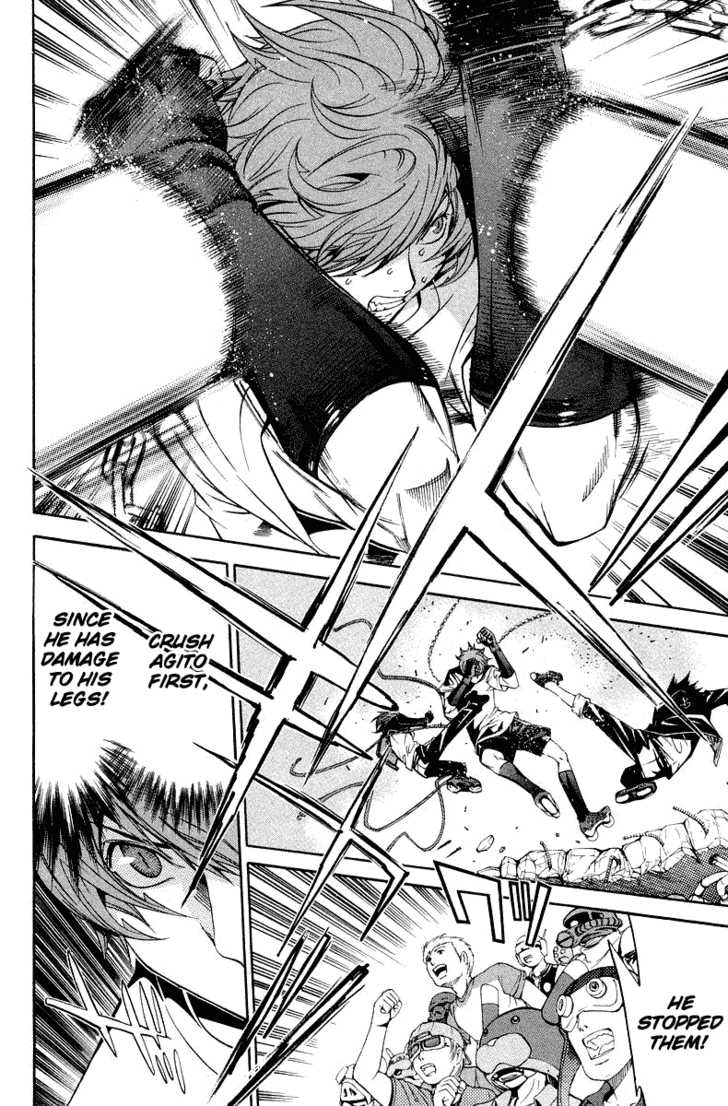 HE
STOPPED
THEM!
CRUSH
AGITO
FIRST,
SINCE
HE HAS
DAMAGE
TO HIS
LEGS!